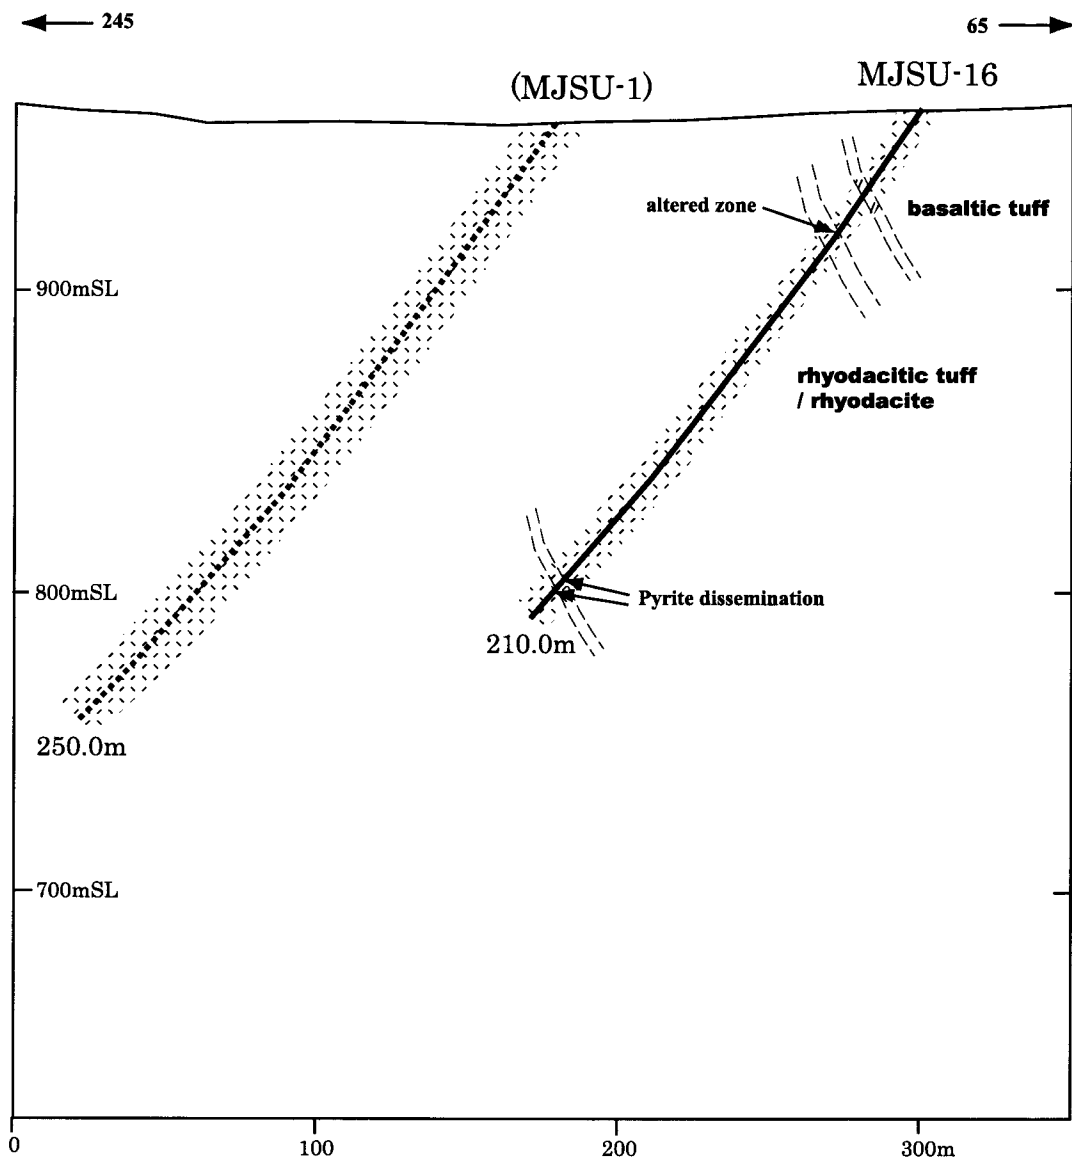 245
65
(MJSU-1)
MJSU-16
altered zone
basaltic tuff
900mSL
rhyodacitic tuff
/ rhyodacite
800mSL
Pyrite dissemination
210.0m
250.0m
700mSL
0
100
200
300m